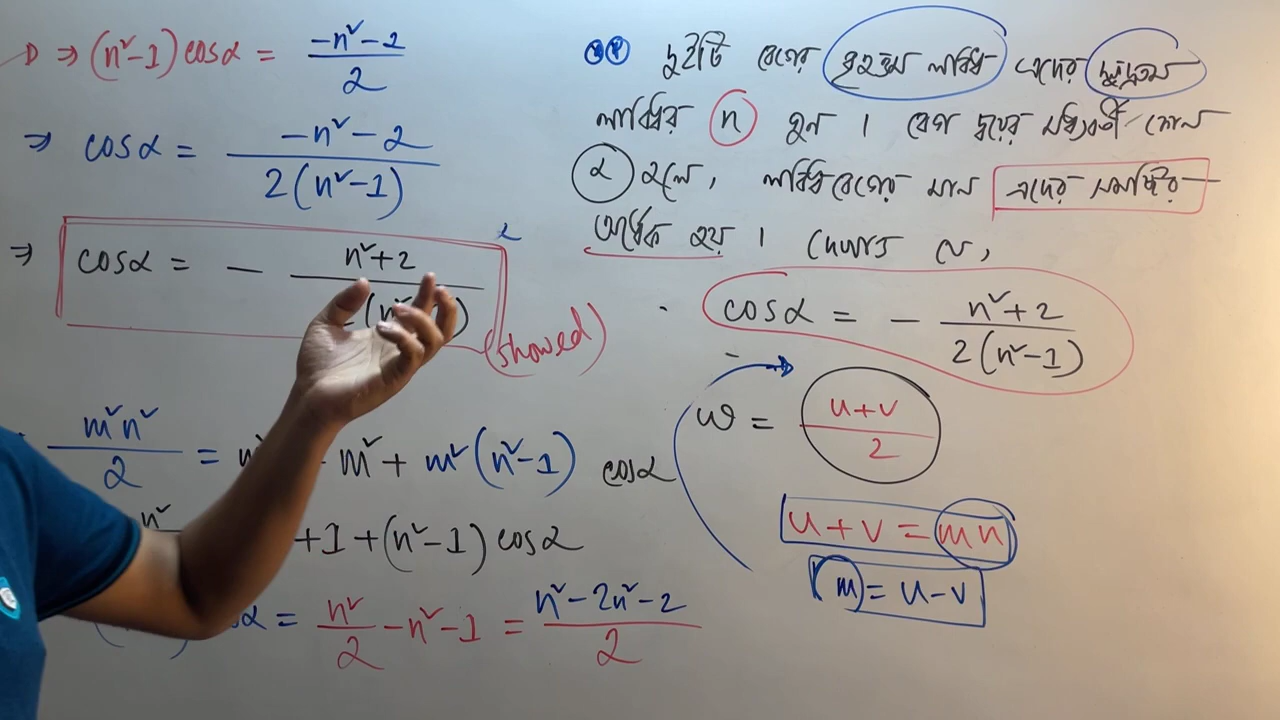 ⇒ (n²-1) cosα = (-n²-2)/2
⇒ cosα = (-n²-2)/(2(n²-1))
⇒ cosα = - (n²+2)/
(showed)
m²n²/2 = m² + m²(n²-1) cosα
n² +1+(n²-1) cosα
α = n²/2 - n²-1 = (n²-2n²-2)/2
দুইটি বেগের বৃহত্তম লব্ধি এদের ক্ষুদ্রতম
লব্ধির n গুন । বেগ দ্বয়ের মধ্যবর্তী কোন
α হলে, লব্ধিবেগের মান এদের সমষ্টির
অর্ধেক হয় । দেখাও যে,
cosα = - (n²+2)/(2(n²-1))
w = (u+v)/2
u+v = mn
m = u-v